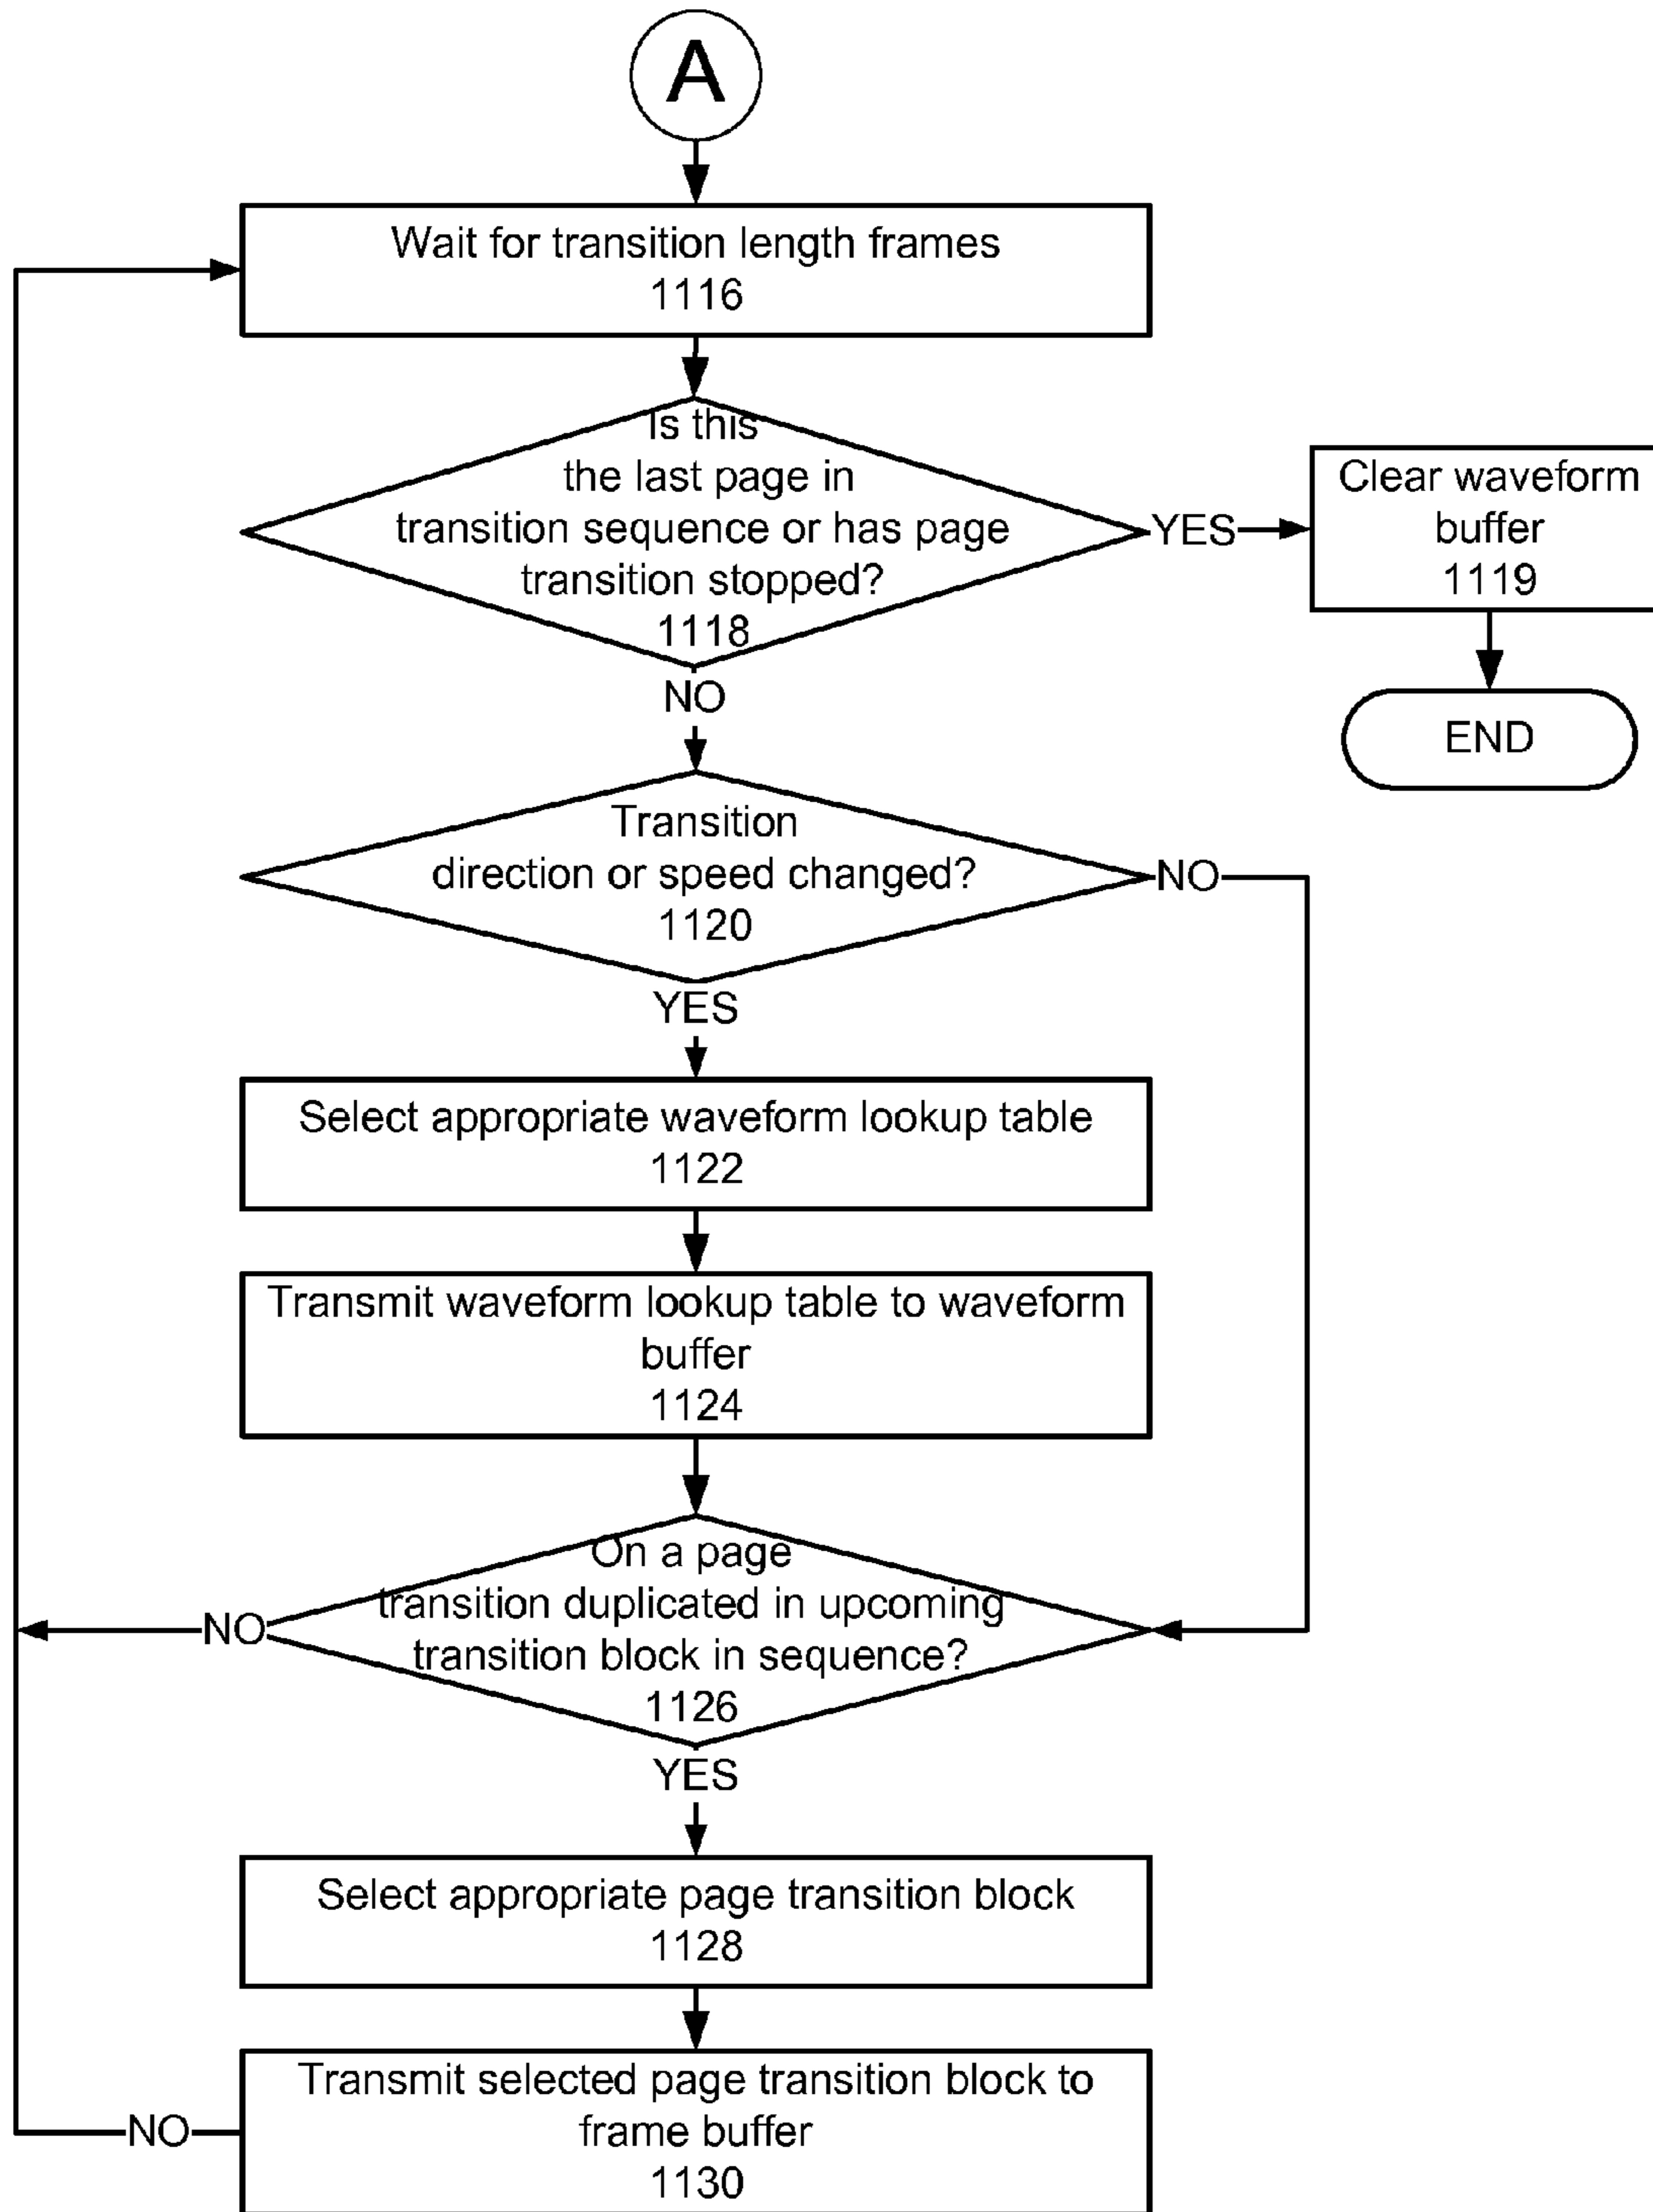 A
Wait for transition length frames
1116
Is this
the last page in
transition sequence or has page
transition stopped?
1118
YES
Clear waveform
buffer
1119
END
NO
Transition
direction or speed changed?
1120
NO
YES
Select appropriate waveform lookup table
1122
Transmit waveform lookup table to waveform
buffer
1124
On a page
transition duplicated in upcoming
transition block in sequence?
1126
NO
YES
Select appropriate page transition block
1128
Transmit selected page transition block to
frame buffer
1130
NO